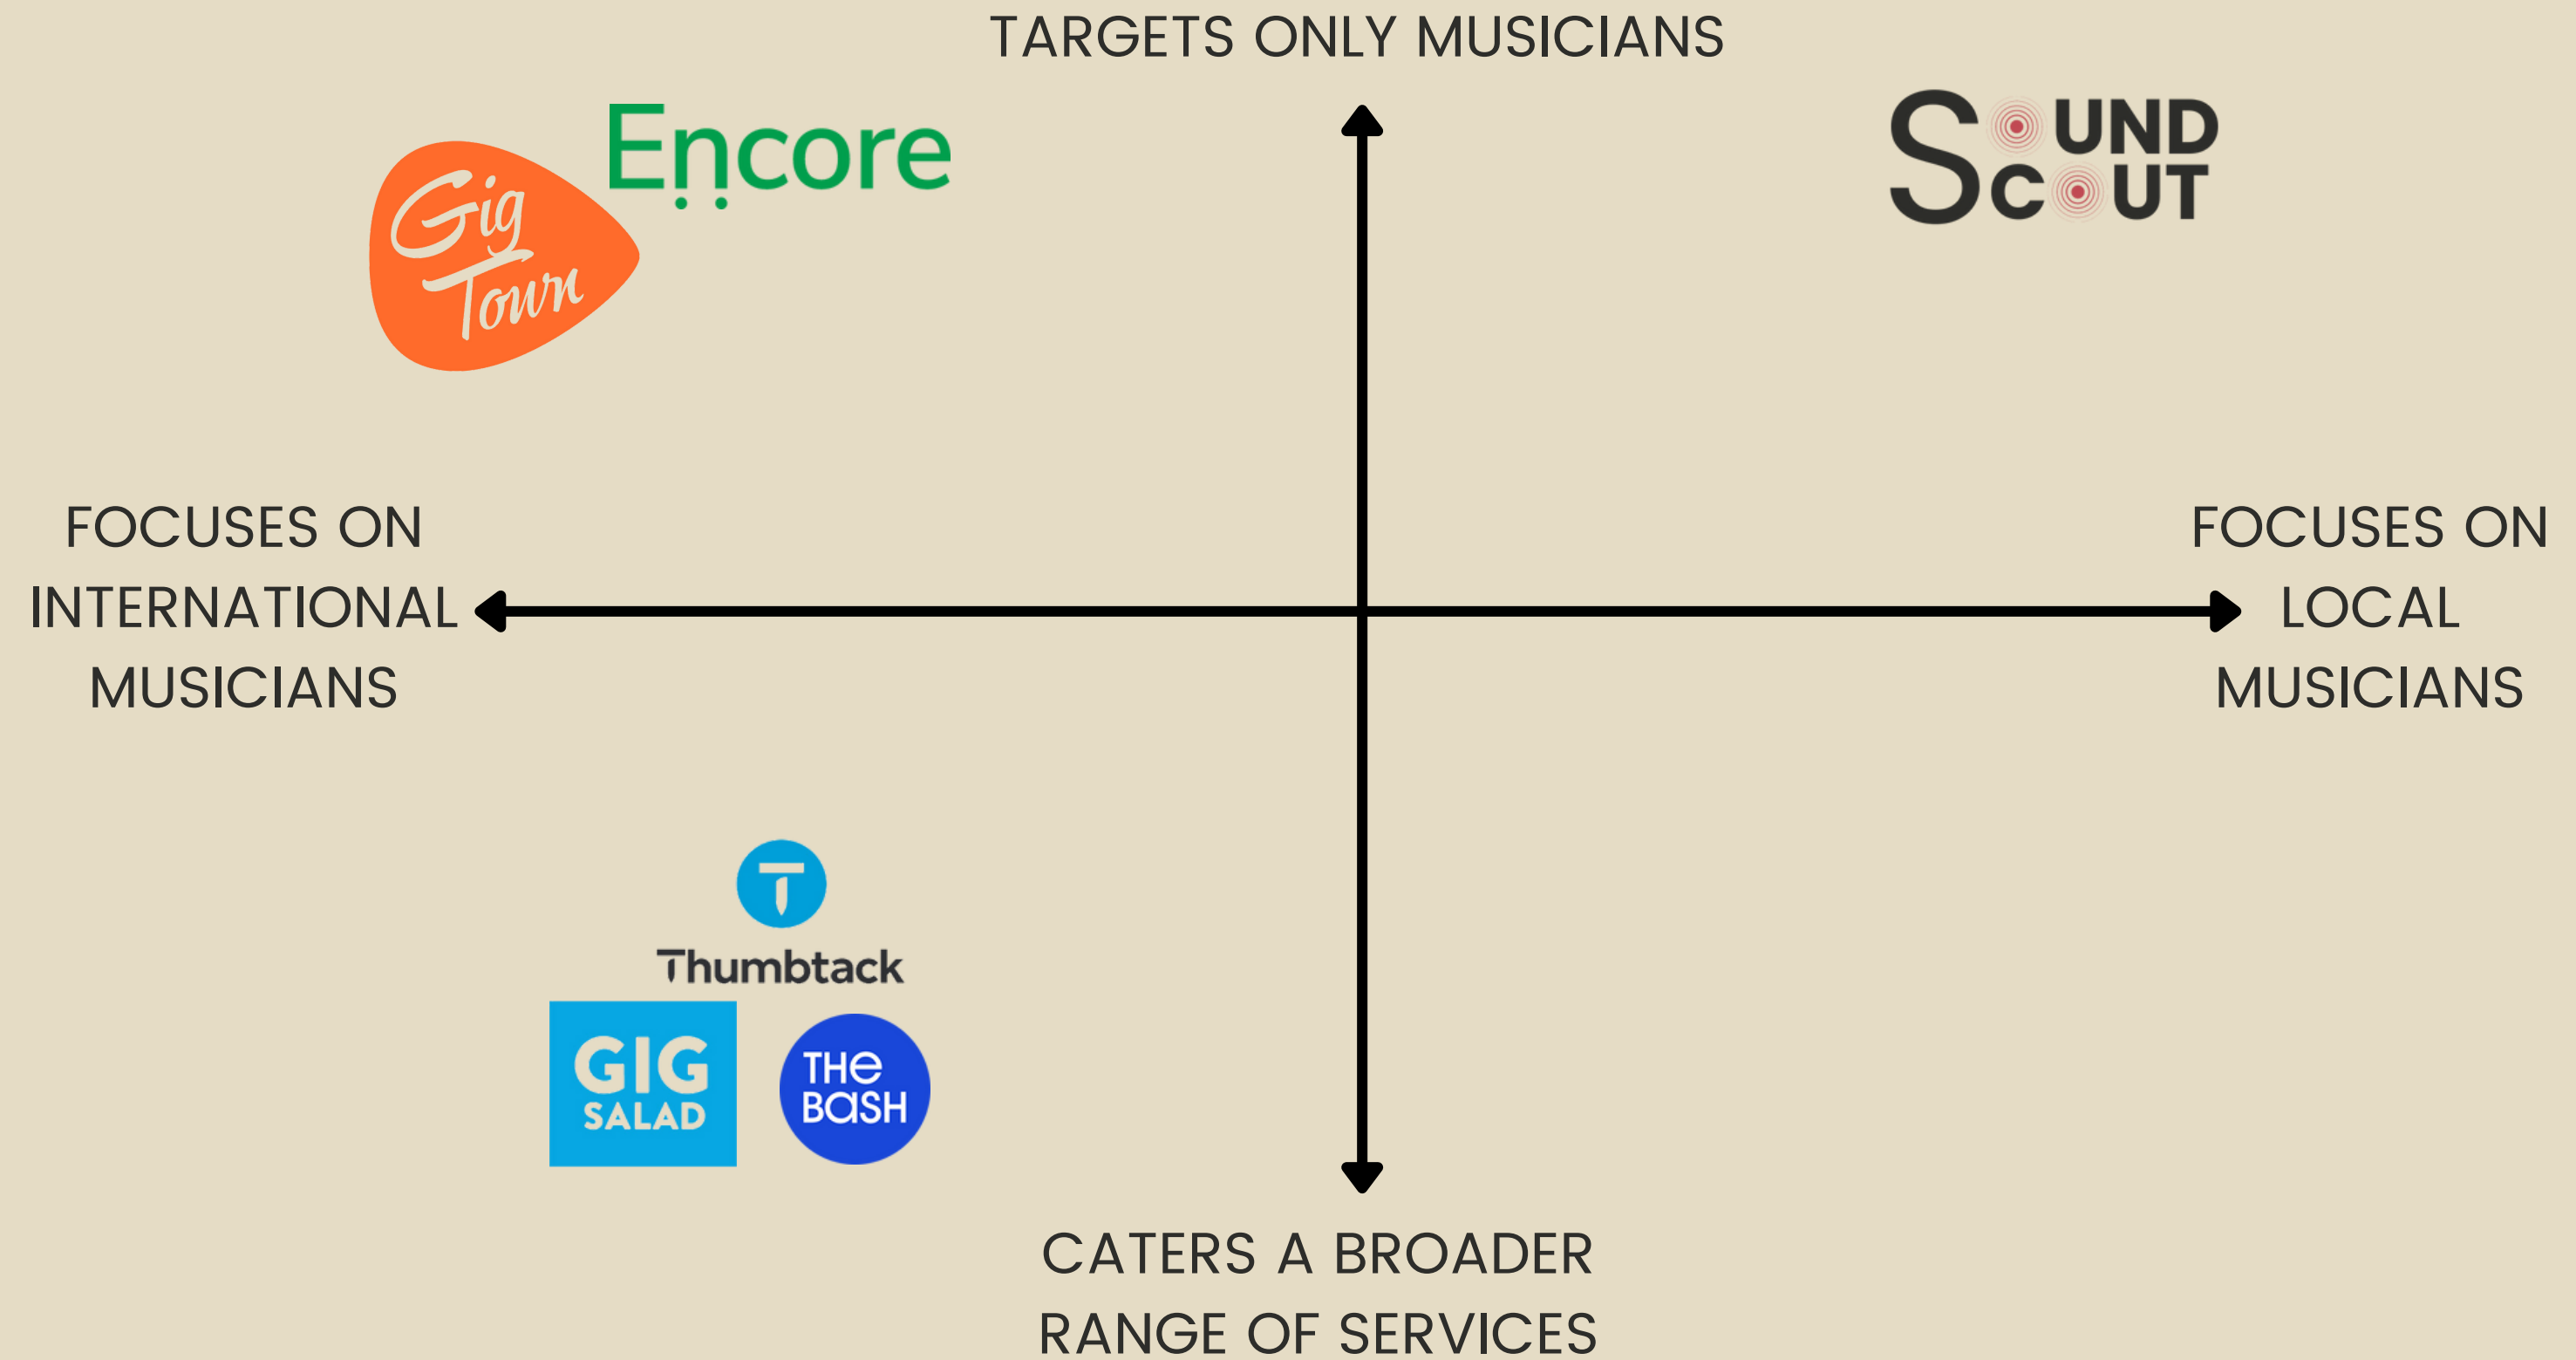 TARGETS ONLY MUSICIANS
Encore
SOUND
SCOUT
Gig
Town
FOCUSES ON
INTERNATIONAL
MUSICIANS
FOCUSES ON
LOCAL
MUSICIANS
T
Thumbtack
GIG
SALAD
THe
BaSH
CATERS A BROADER
RANGE OF SERVICES